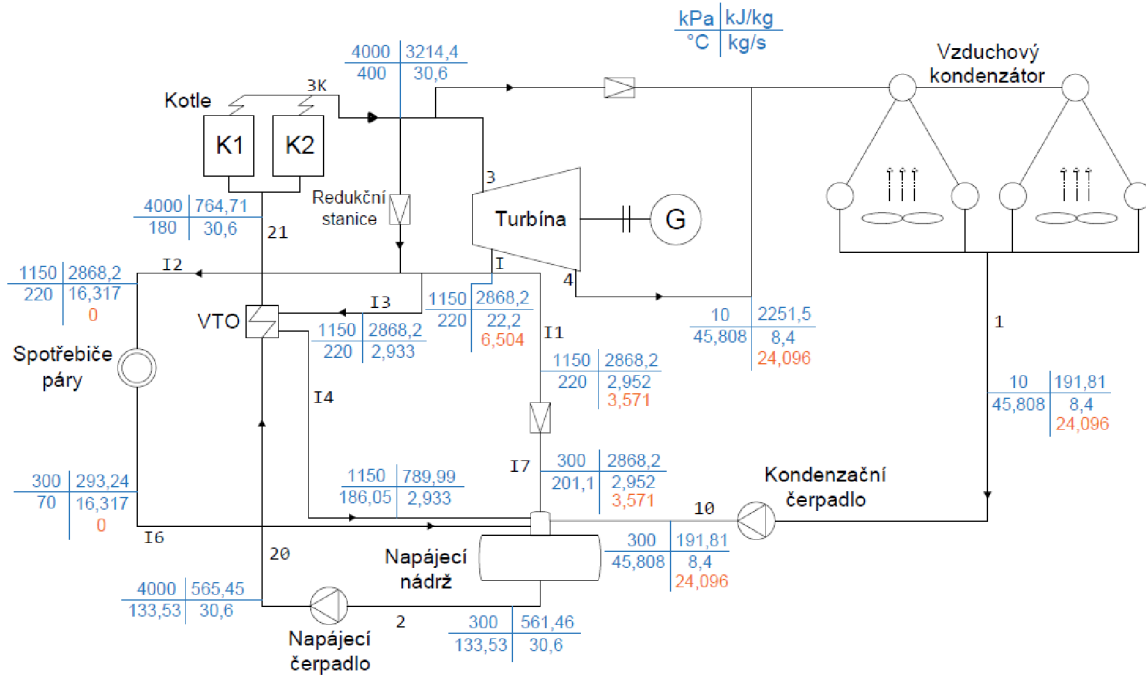 kPa kJ/kg
°C kg/s
Vzduchový
kondenzátor
4000 3214,4
400 30,6
3K
Kotle
K1 K2
3
Redukční
stanice
Turbína
G
4000 764,71
180 30,6
21
I
4
I2
1150 2868,2
220 16,317
0
I3
VTO
1150 2868,2
220 2,933
1150 2868,2
220 22,2
6,504
I1
10 2251,5
45,808 8,4
24,096
1
Spotřebiče
páry
I4
1150 2868,2
220 2,952
3,571
10 191,81
45,808 8,4
24,096
300 293,24
70 16,317
0
1150 789,99
186,05 2,933
I7
300 2868,2
201,1 2,952
3,571
Kondenzační
čerpadlo
10
I6
20
Napájecí
nádrž
300 191,81
45,808 8,4
24,096
4000 565,45
133,53 30,6
2
300 561,46
133,53 30,6
Napájecí
čerpadlo